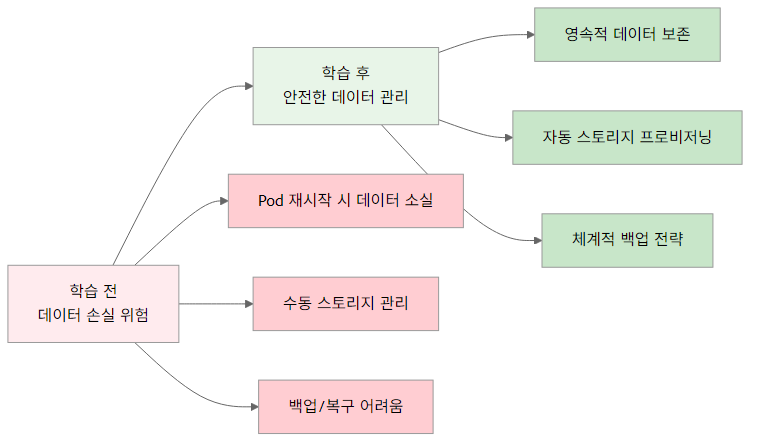 영속적 데이터 보존
학습 후
안전한 데이터 관리
자동 스토리지 프로비저닝
Pod 재시작 시 데이터 소실
체계적 백업 전략
학습 전
데이터 손실 위험
수동 스토리지 관리
백업/복구 어려움